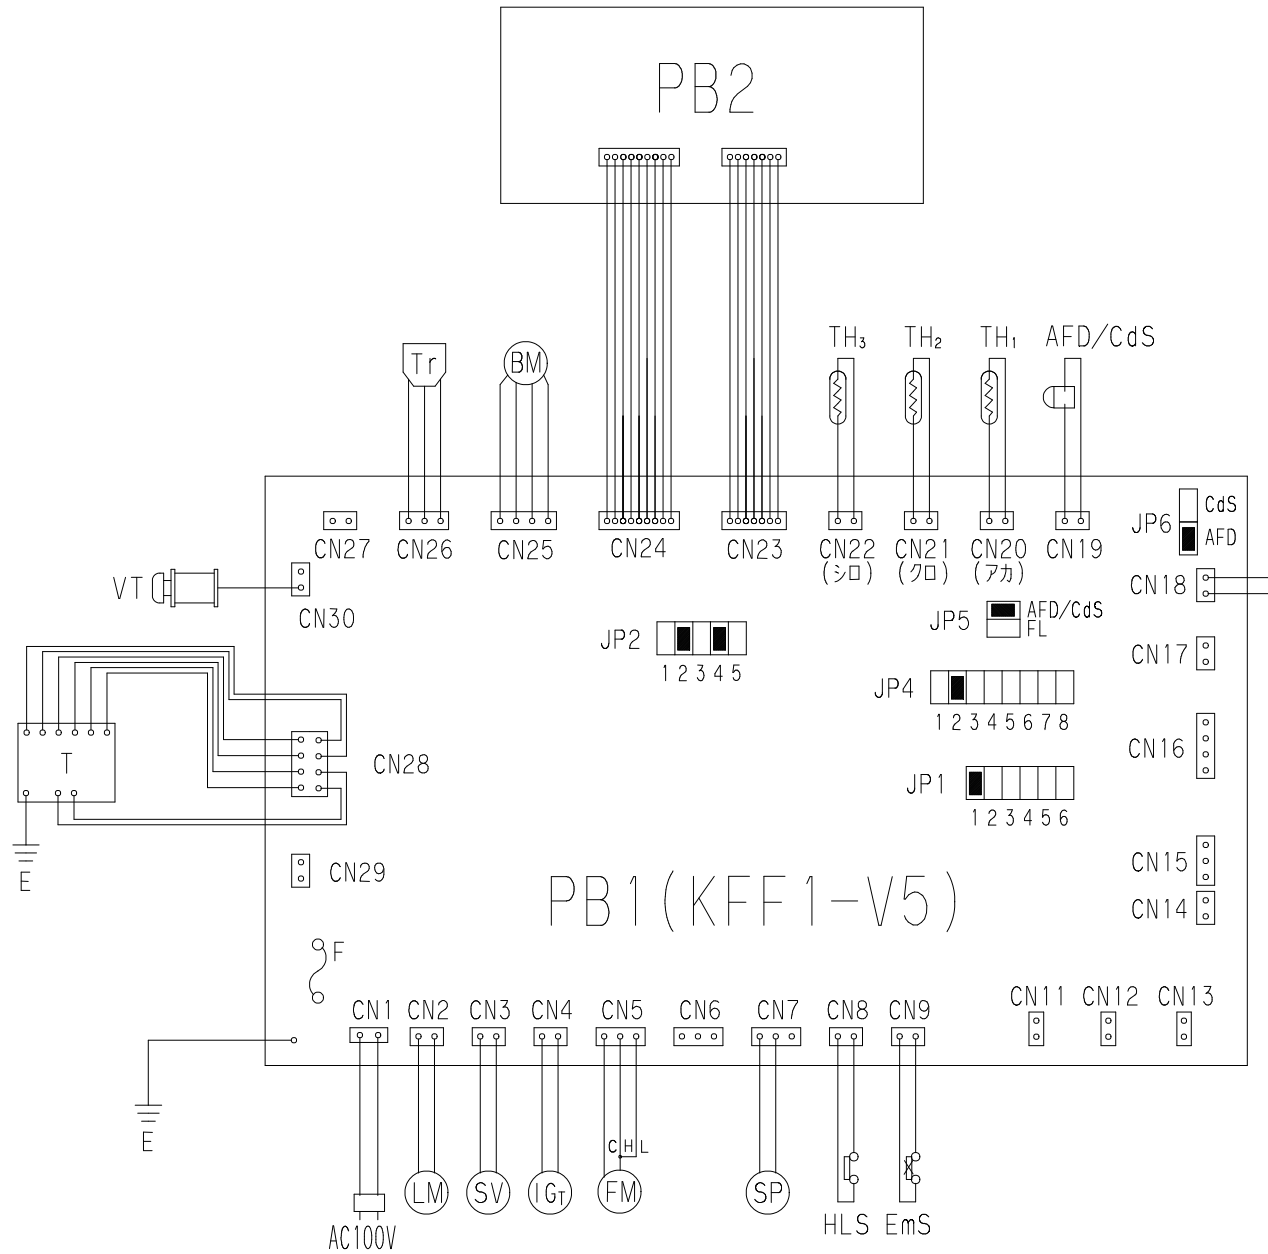 PB2
TH₃ TH₂ TH₁ AFD/CdS
Tr BM
CdS
JP6
AFD
CN27 CN26 CN25 CN24 CN23 CN22 CN21 CN20 CN19
(シロ) (クロ) (アカ)
VT
CN30
CN18
JP5 AFD/CdS
FL
JP2
1 2 3 4 5
CN17
JP4
1 2 3 4 5 6 7 8
T
CN28
CN16
JP1
1 2 3 4 5 6
E
CN29
CN15
PB1(KFF1-V5)
CN14
F
CN1 CN2 CN3 CN4 CN5 CN6 CN7 CN8 CN9 CN11 CN12 CN13
E
C H L
LM SV IGT FM SP
HLS EmS
AC100V